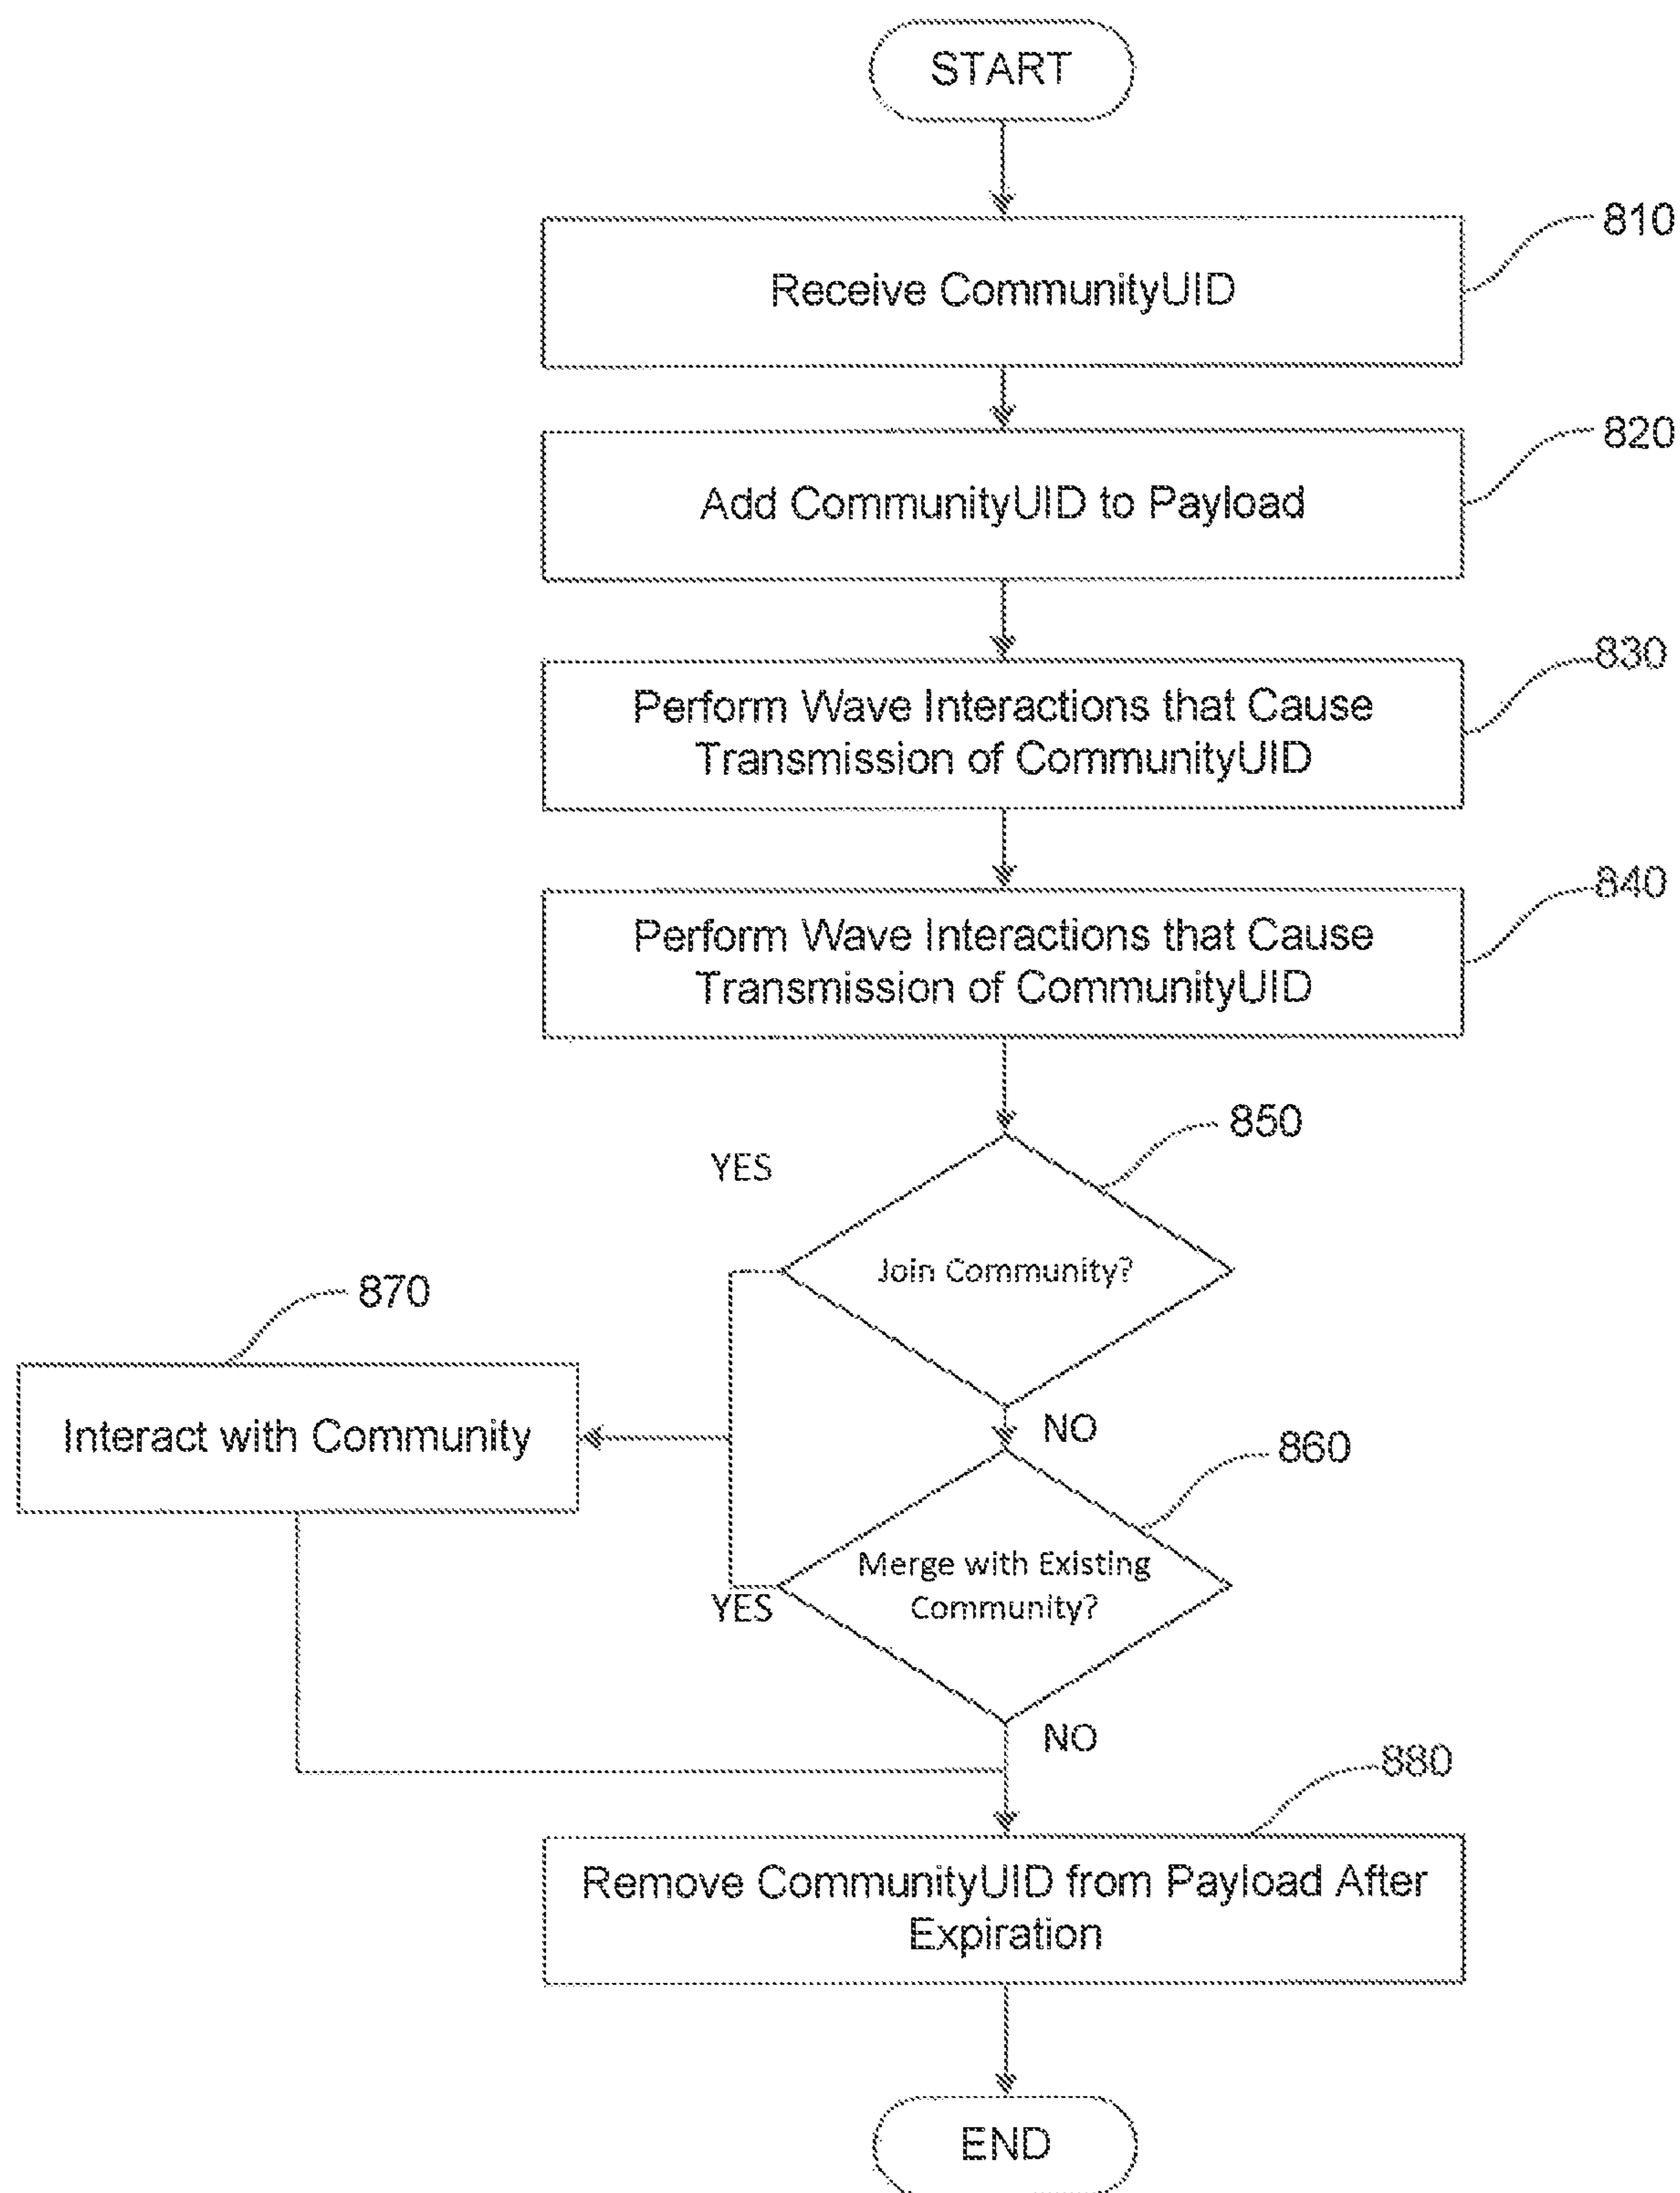 START
810
Receive CommunityUID
820
Add CommunityUID to Payload
830
Perform Wave Interactions that Cause
Transmission of CommunityUID
840
Perform Wave Interactions that Cause
Transmission of CommunityUID
850
YES
Join Community?
870
Interact with Community
NO
860
Merge with Existing
Community?
YES
NO
880
Remove CommunityUID from Payload After
Expiration
END